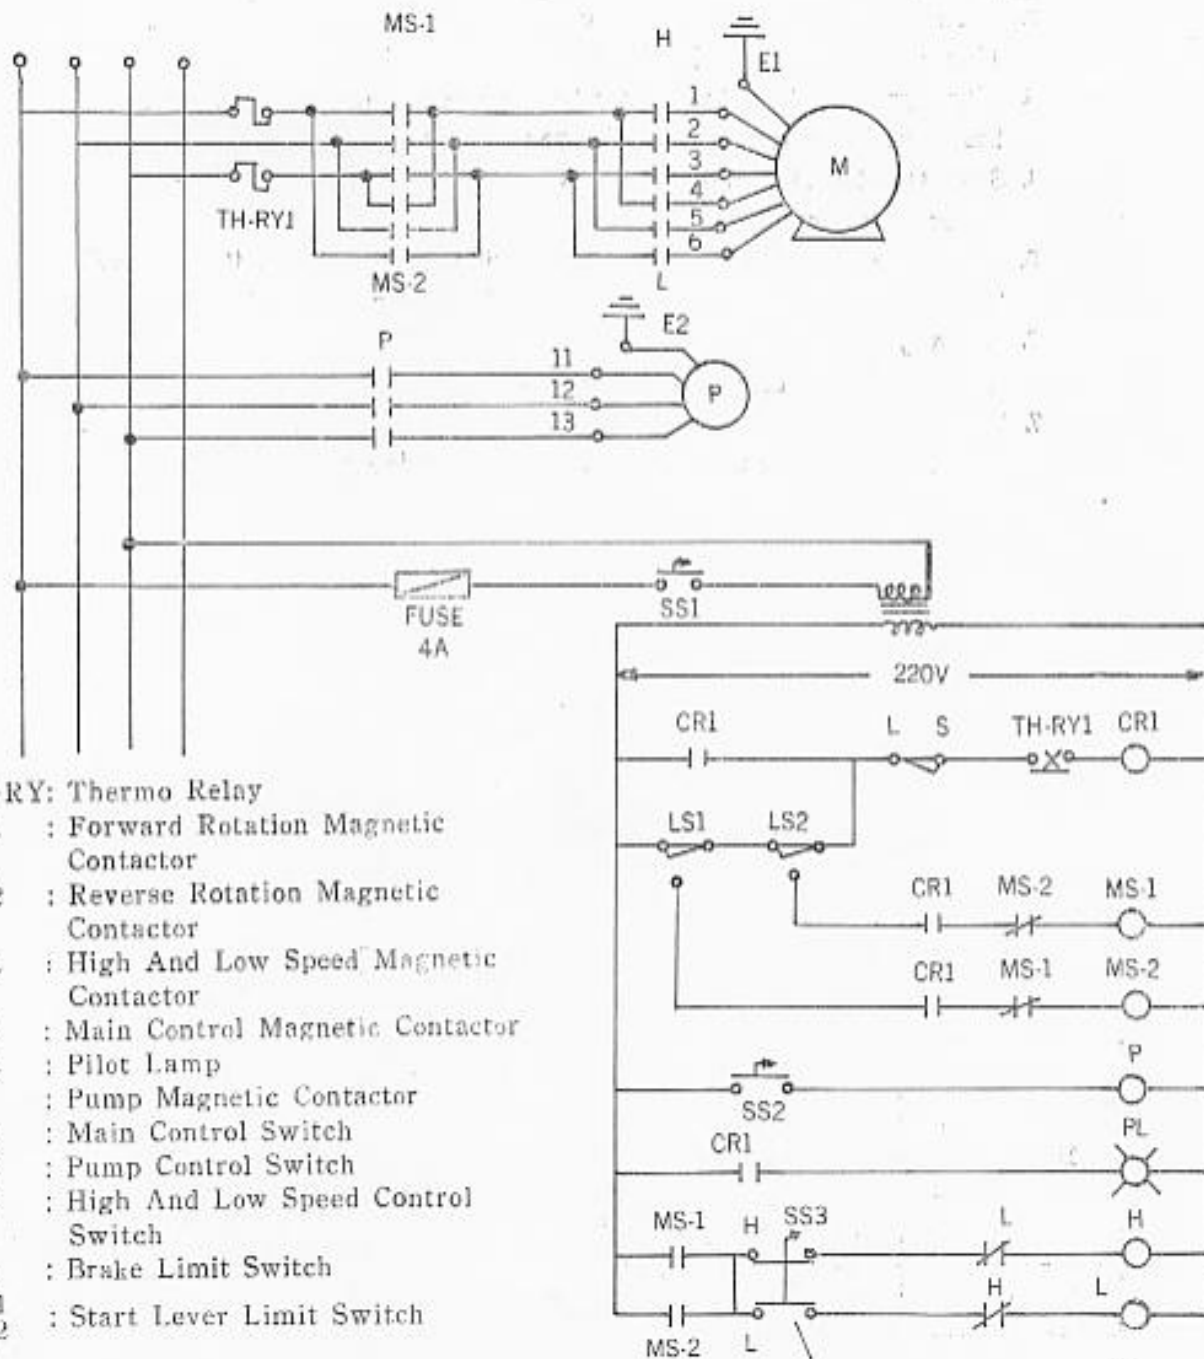 MS-1
H
E1
1
2
3
4
5
6
M
TH-RY1
MS-2
L
E2
P
11
12
13
P
SS1
FUSE
4A
220V
CR1
L S
TH-RY1
CR1
LS1
LS2
CR1
MS-2
MS-1
CR1
MS-1
MS-2
P
SS2
CR1
PL
MS-1
H
SS3
L
H
H
L
MS-2
L
RY: Thermo Relay
: Forward Rotation Magnetic
Contactor
: Reverse Rotation Magnetic
Contactor
: High And Low Speed Magnetic
Contactor
: Main Control Magnetic Contactor
: Pilot Lamp
: Pump Magnetic Contactor
: Main Control Switch
: Pump Control Switch
: High And Low Speed Control
Switch
: Brake Limit Switch
: Start Lever Limit Switch